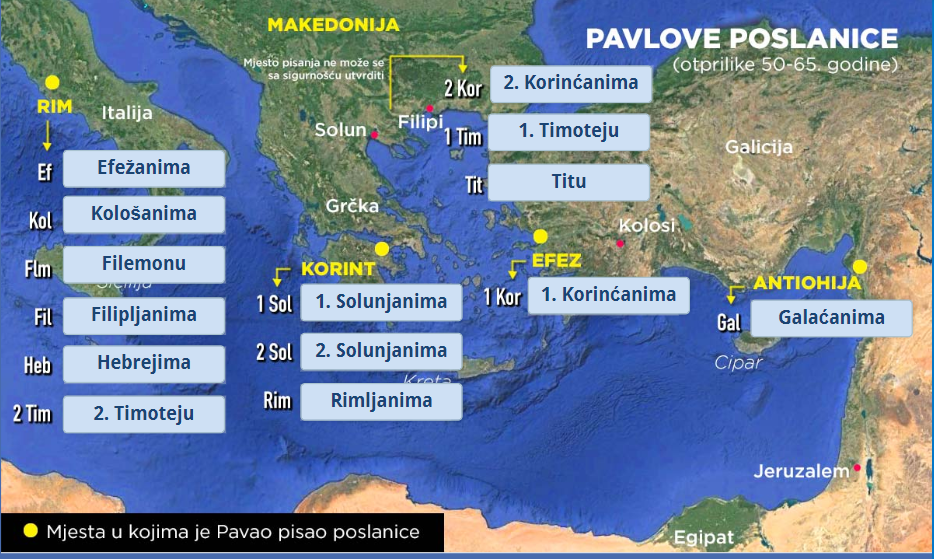 PAVLOVE POSLANICE
(otprilike 50-65. godine)
MAKEDONIJA
Mjesto pisanja ne može se
sa sigurnošću utvrditi
2 Kor 2. Korinćanima
1 Tim 1. Timoteju
Tit Titu
Solun
Filipi
Galicija
RIM
Italija
Ef Efežanima
Kol Kološanima
Flm Filemonu
Sicilija
Fil Filipljanima
Heb Hebrejima
2 Tim 2. Timoteju
Grčka
KORINT
1 Sol 1. Solunjanima
2 Sol 2. Solunjanima
Kreta
Rim Rimljanima
Kolosi
EFEZ
1 Kor 1. Korinćanima
ANTIOHIJA
Gal Galaćanima
Cipar
Jeruzalem
Egipat
Mjesta u kojima je Pavao pisao poslanice